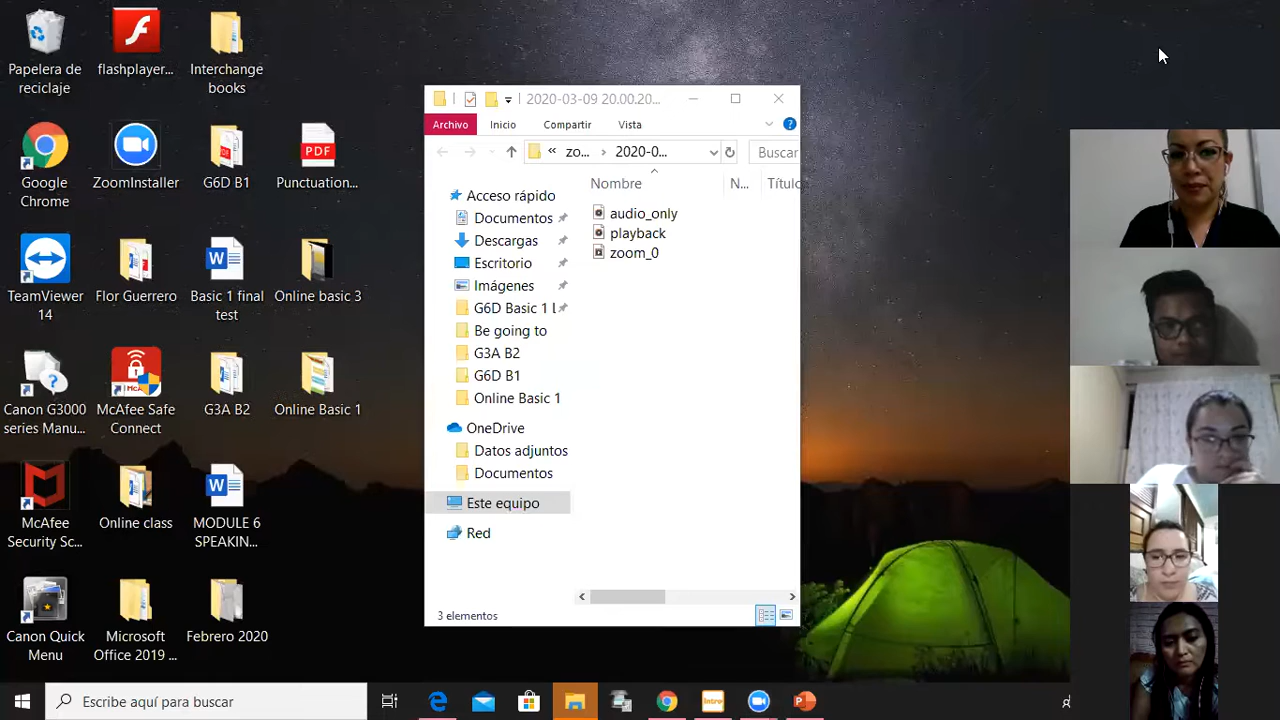 Papelera de
reciclaje
flashplayer...
Interchange
books
Google
Chrome
ZoomInstaller
G6D B1
PDF
Punctuation...
TeamViewer
14
Flor Guerrero
Basic 1 final
test
Online basic 3
Canon G3000
series Manu...
McAfee Safe
Connect
G3A B2
Online Basic 1
McAfee
Security Sc...
Online class
MODULE 6
SPEAKIN...
Canon Quick
Menu
Microsoft
Office 2019 ...
Febrero 2020
2020-03-09 20.00.20...
Archivo
Inicio
Compartir
Vista
« zo... › 2020-0...
Buscar
Nombre
N...
Título
Acceso rápido
Documentos
Descargas
Escritorio
Imágenes
G6D Basic 1 l
Be going to
G3A B2
G6D B1
Online Basic 1
OneDrive
Datos adjuntos
Documentos
Este equipo
Red
audio_only
playback
zoom_0
3 elementos
Escribe aquí para buscar
intro